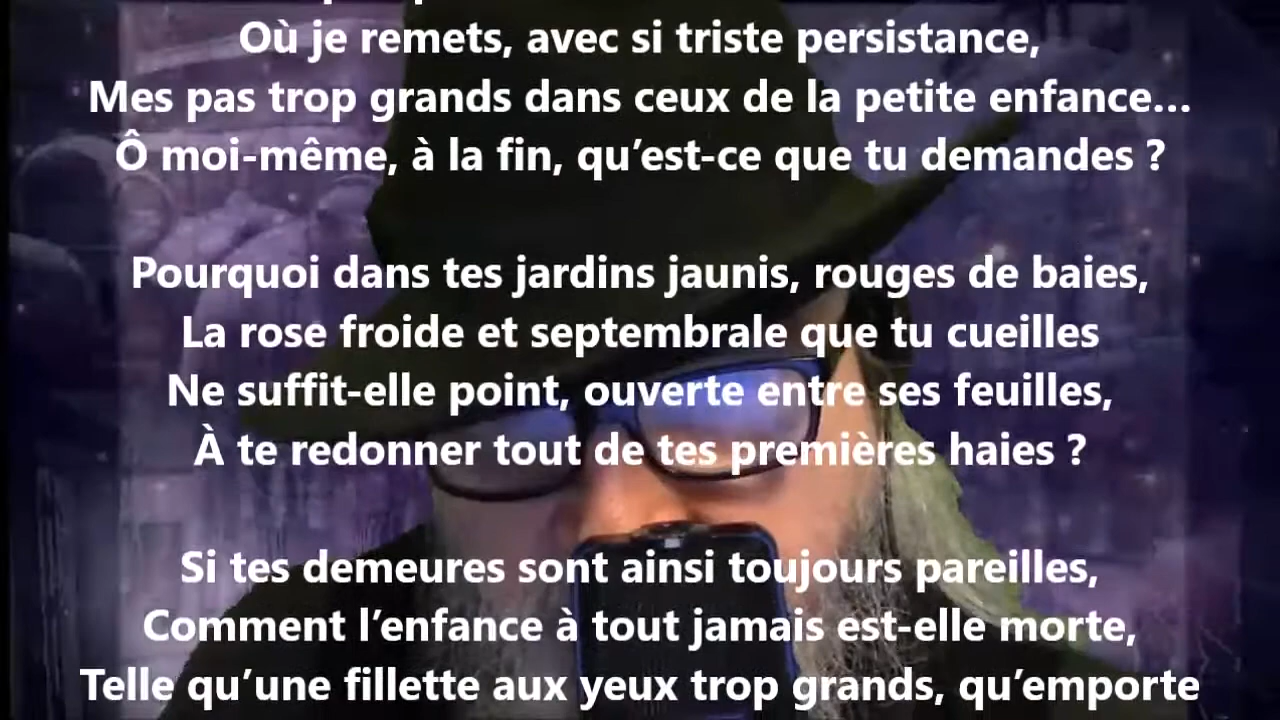 Où je remets, avec si triste persistance,
Mes pas trop grands dans ceux de la petite enfance…
Ô moi-même, à la fin, qu’est-ce que tu demandes ?
Pourquoi dans tes jardins jaunis, rouges de baies,
La rose froide et septembrale que tu cueilles
Ne suffit-elle point, ouverte entre ses feuilles,
À te redonner tout de tes premières haies ?
Si tes demeures sont ainsi toujours pareilles,
Comment l’enfance à tout jamais est-elle morte,
Telle qu’une fillette aux yeux trop grands, qu’emporte